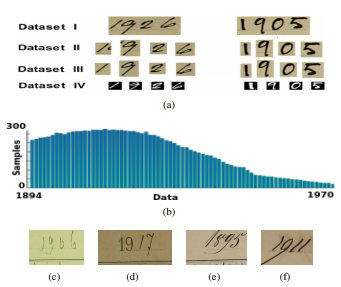 Dataset I 1926 1905
Dataset II 1 9 2 6 1 9 0 5
Dataset III 1 9 2 6 1 9 0 5
Dataset IV 1 9 2 6 1 9 0 5
(a)
300
Samples
0
1894 Data 1970
(b)
1906 1917 1895 1911
(c) (d) (e) (f)